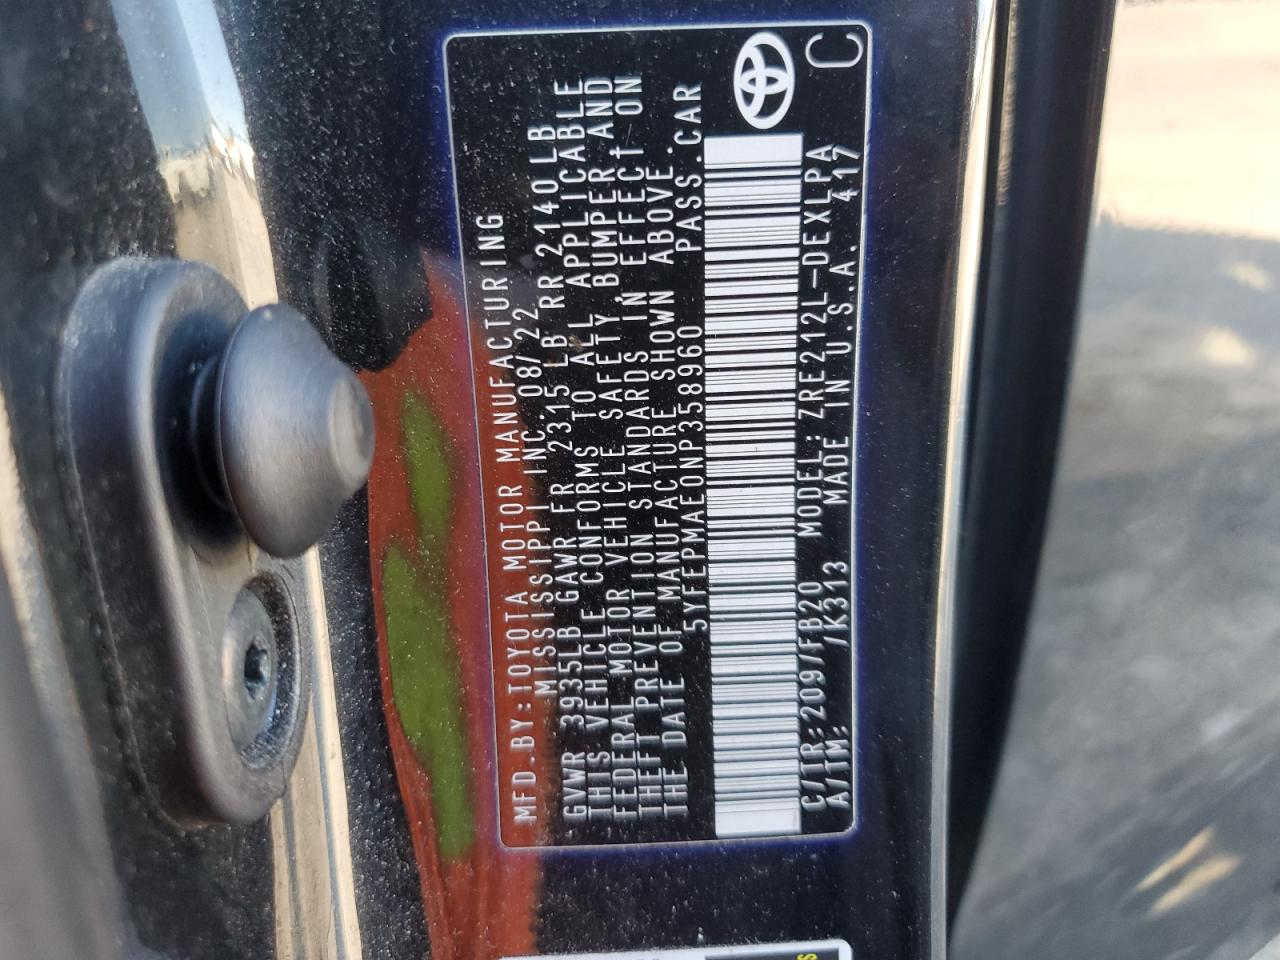 MFD.BY:TOYOTA MOTOR MANUFACTURING
MISSISSIPPI INC. 08/22
GVWR 3935LB GAWR FR 2315 LB RR 2140LB
THIS VEHICLE CONFORMS TO ALL APPLICABLE
FEDERAL MOTOR VEHICLE SAFETY, BUMPER, AND
THEFT PREVENTION STANDARDS IN EFFECT ON
THE DATE OF MANUFACTURE SHOWN ABOVE.
5YFEPMAE0NP358960 PASS.CAR
C/TR:209/FB20 MODEL: ZRE212L-DEXLPA
A/TM: /K313 MADE IN U.S.A. 417
C